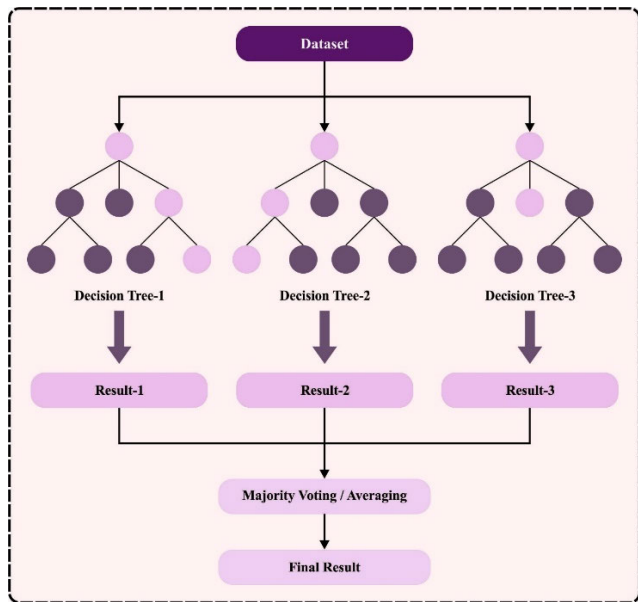 Dataset
Decision Tree-1
Decision Tree-2
Decision Tree-3
Result-1
Result-2
Result-3
Majority Voting / Averaging
Final Result